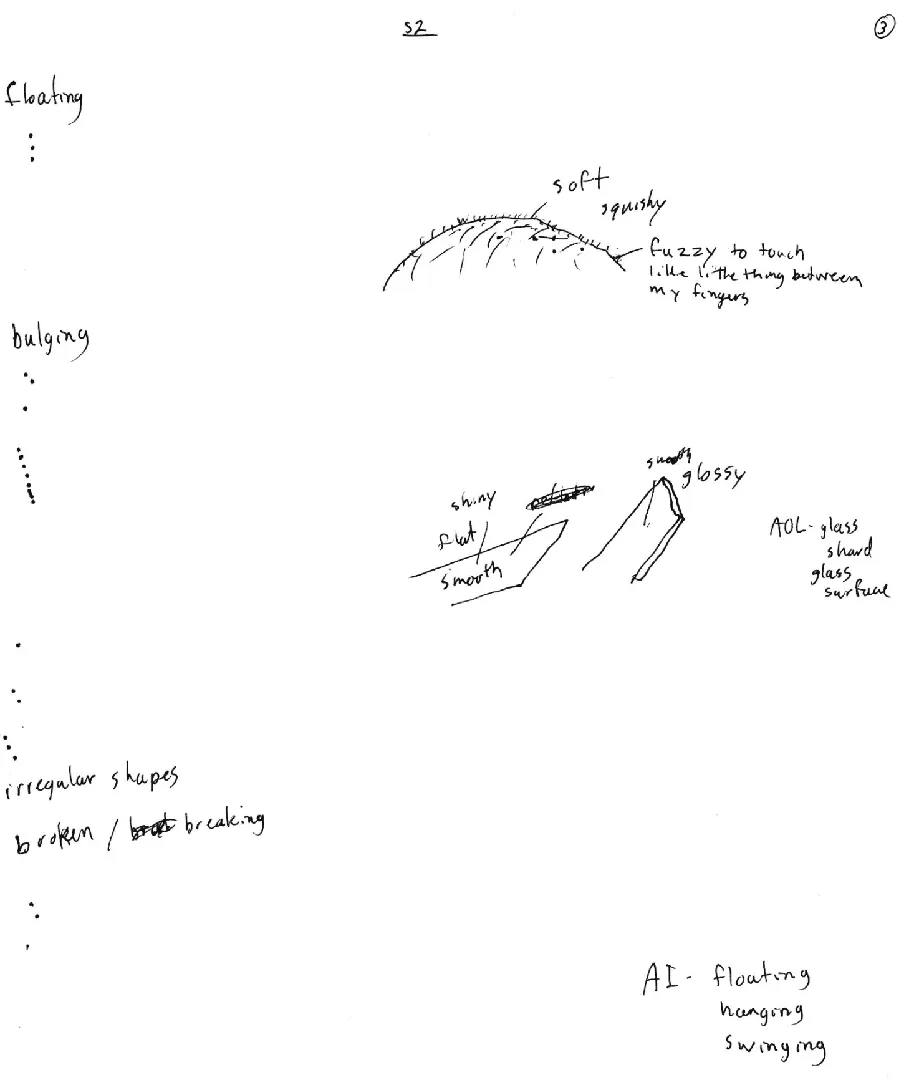 S2
3
floating
soft
squishy
fuzzy to touch
like little thing between
my fingers
bulging
smooth
glossy
shiny
flat
smooth
AOL - glass
shard
glass
surface
irregular shapes
broken / breaking
AI - floating
hanging
swinging